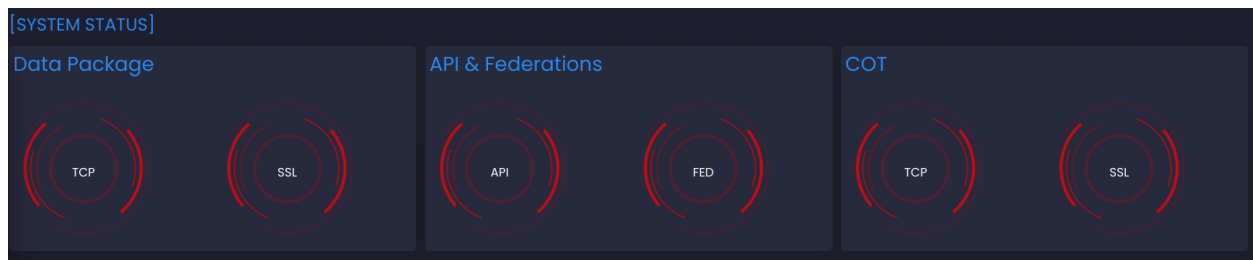 [SYSTEM STATUS]
Data Package
API & Federations
COT
TCP
SSL
API
FED
TCP
SSL